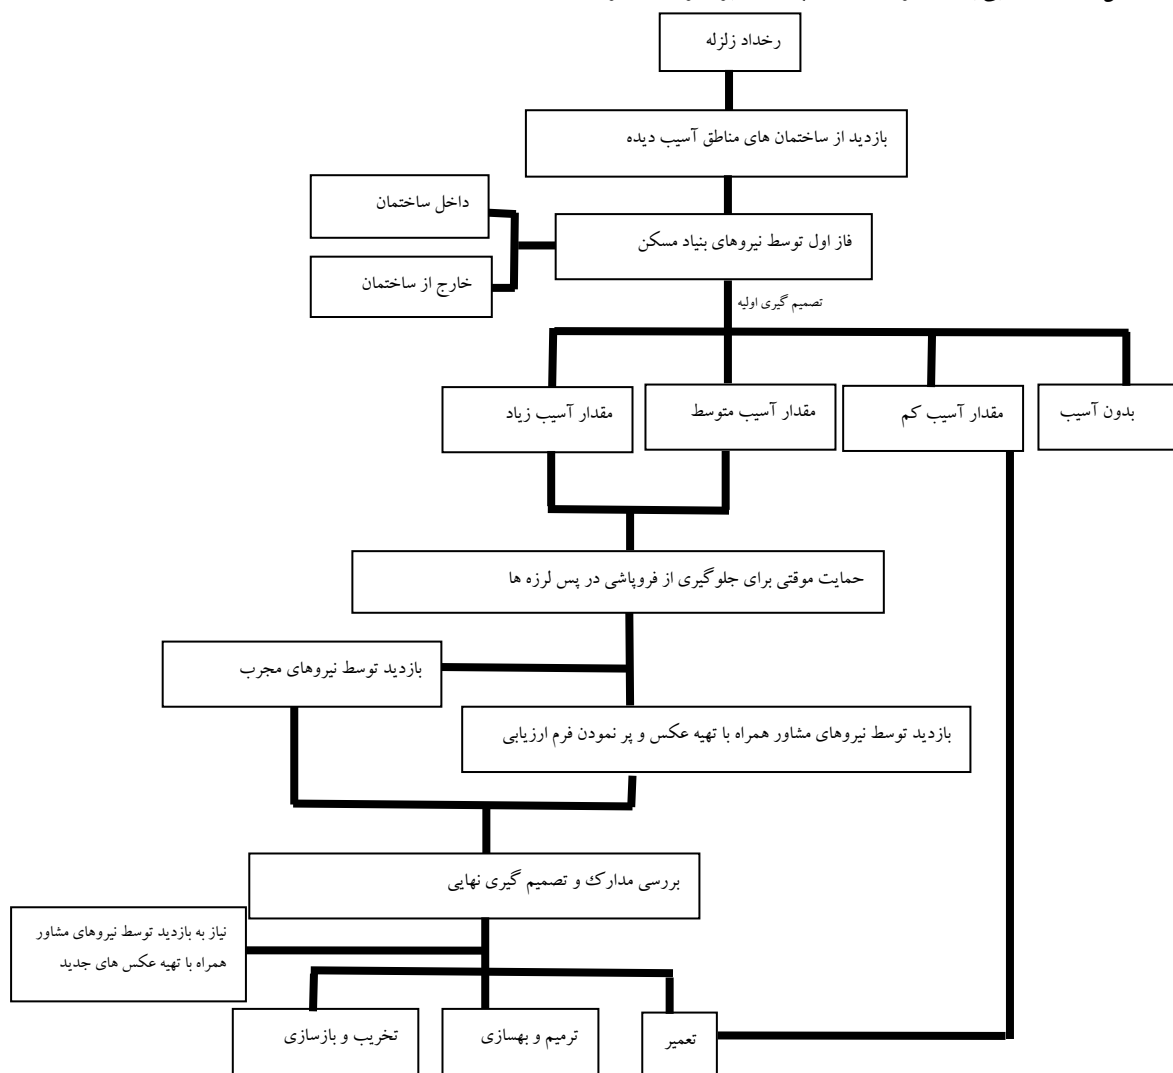 رخداد زلزله
بازدید از ساختمان های مناطق آسیب دیده
داخل ساختمان
فاز اول توسط نیروهای بنیاد مسکن
خارج از ساختمان
تصمیم گیری اولیه
بدون آسیب
مقدار آسیب کم
مقدار آسیب متوسط
مقدار آسیب زیاد
حمایت موقتی برای جلوگیری از فروپاشی در پس لرزه ها
بازدید توسط نیروهای مجرب
بازدید توسط نیروهای مشاور همراه با تهیه عکس و پر نمودن فرم ارزیابی
بررسی مدارک و تصمیم گیری نهایی
نیاز به بازدید توسط نیروهای مشاور
همراه با تهیه عکس های جدید
تعمیر
ترمیم و بهسازی
تخریب و بازسازی